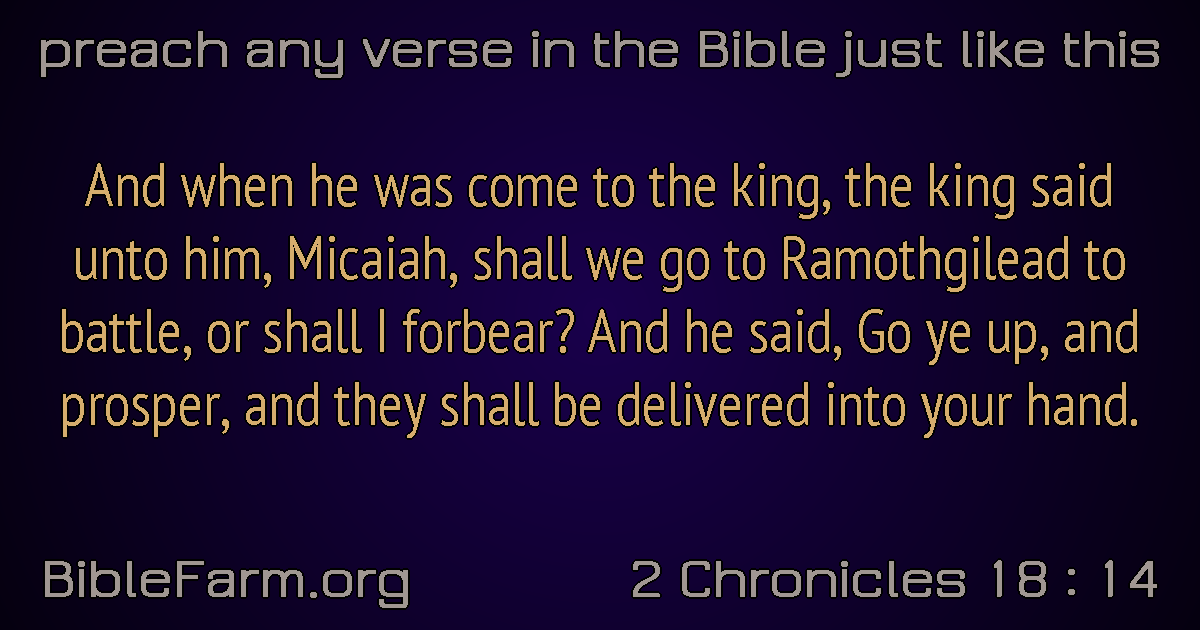 preach any verse in the Bible just like this
And when he was come to the king, the king said
unto him, Micaiah, shall we go to Ramothgilead to
battle, or shall I forbear? And he said, Go ye up, and
prosper, and they shall be delivered into your hand.
BibleFarm.org
2 Chronicles 18 : 14